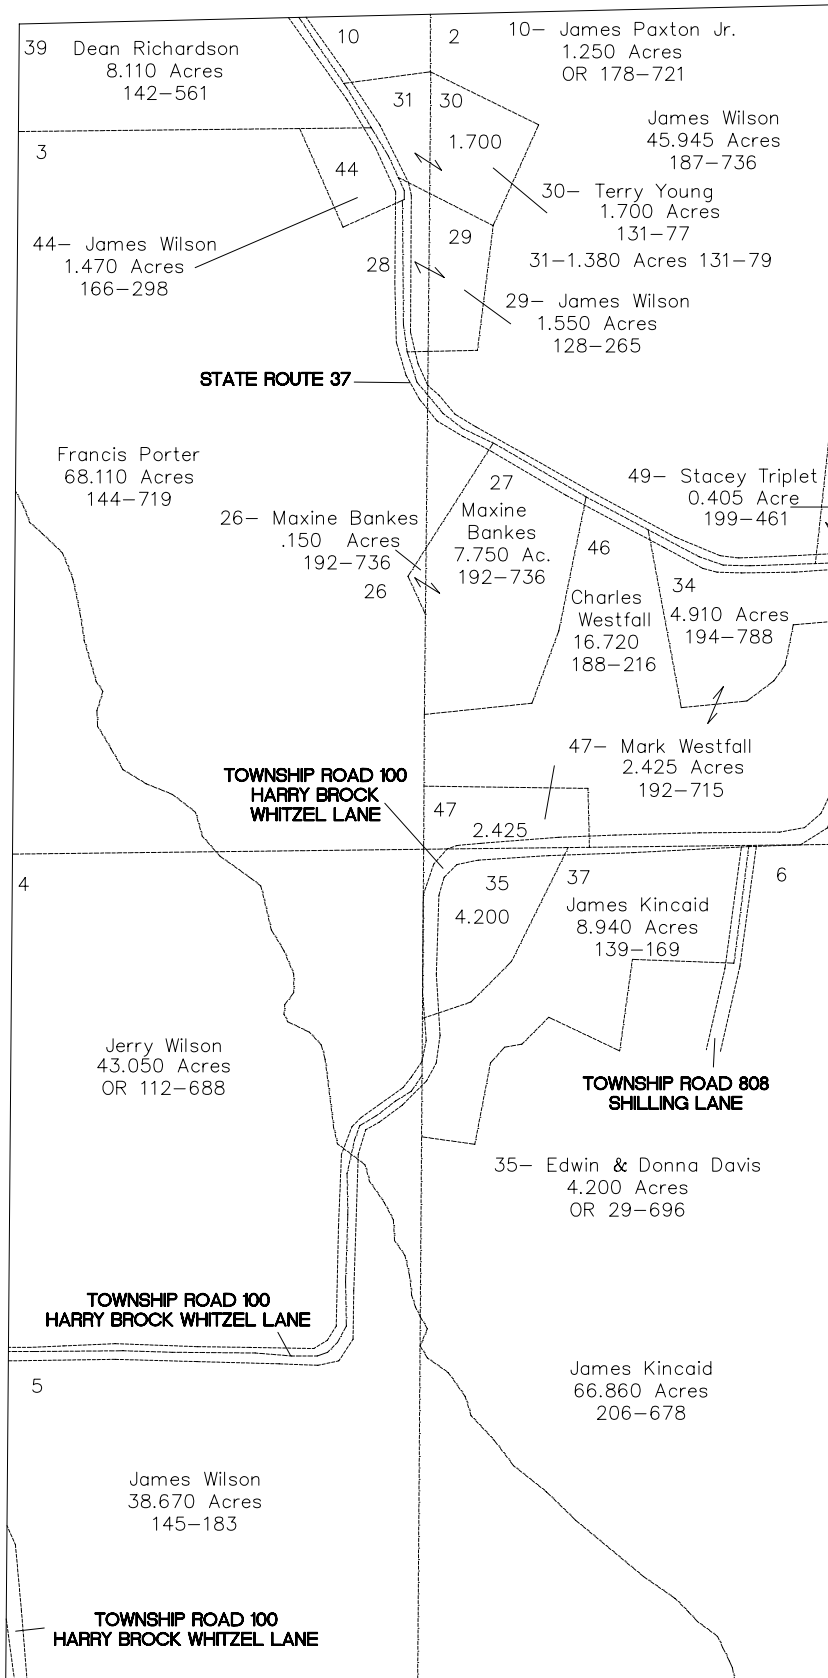 39 Dean Richardson
8.110 Acres
142-561
10
2
10- James Paxton Jr.
1.250 Acres
OR 178-721
31
30
1.700
James Wilson
45.945 Acres
187-736
3
44
30- Terry Young
1.700 Acres
131-77
31-1.380 Acres 131-79
44- James Wilson
1.470 Acres
166-298
28
29
29- James Wilson
1.550 Acres
128-265
STATE ROUTE 37
Francis Porter
68.110 Acres
144-719
27
49- Stacey Triplet
0.405 Acre
199-461
26- Maxine Bankes
.150 Acres
192-736
26
Maxine
Bankes
7.750 Ac.
192-736
46
Charles
Westfall
16.720
188-216
34
4.910 Acres
194-788
47- Mark Westfall
2.425 Acres
192-715
TOWNSHIP ROAD 100
HARRY BROCK
WHITZEL LANE
47
2.425
4
35
4.200
37
James Kincaid
8.940 Acres
139-169
6
Jerry Wilson
43.050 Acres
OR 112-688
TOWNSHIP ROAD 808
SHILLING LANE
35- Edwin & Donna Davis
4.200 Acres
OR 29-696
TOWNSHIP ROAD 100
HARRY BROCK WHITZEL LANE
5
James Kincaid
66.860 Acres
206-678
James Wilson
38.670 Acres
145-183
TOWNSHIP ROAD 100
HARRY BROCK WHITZEL LANE